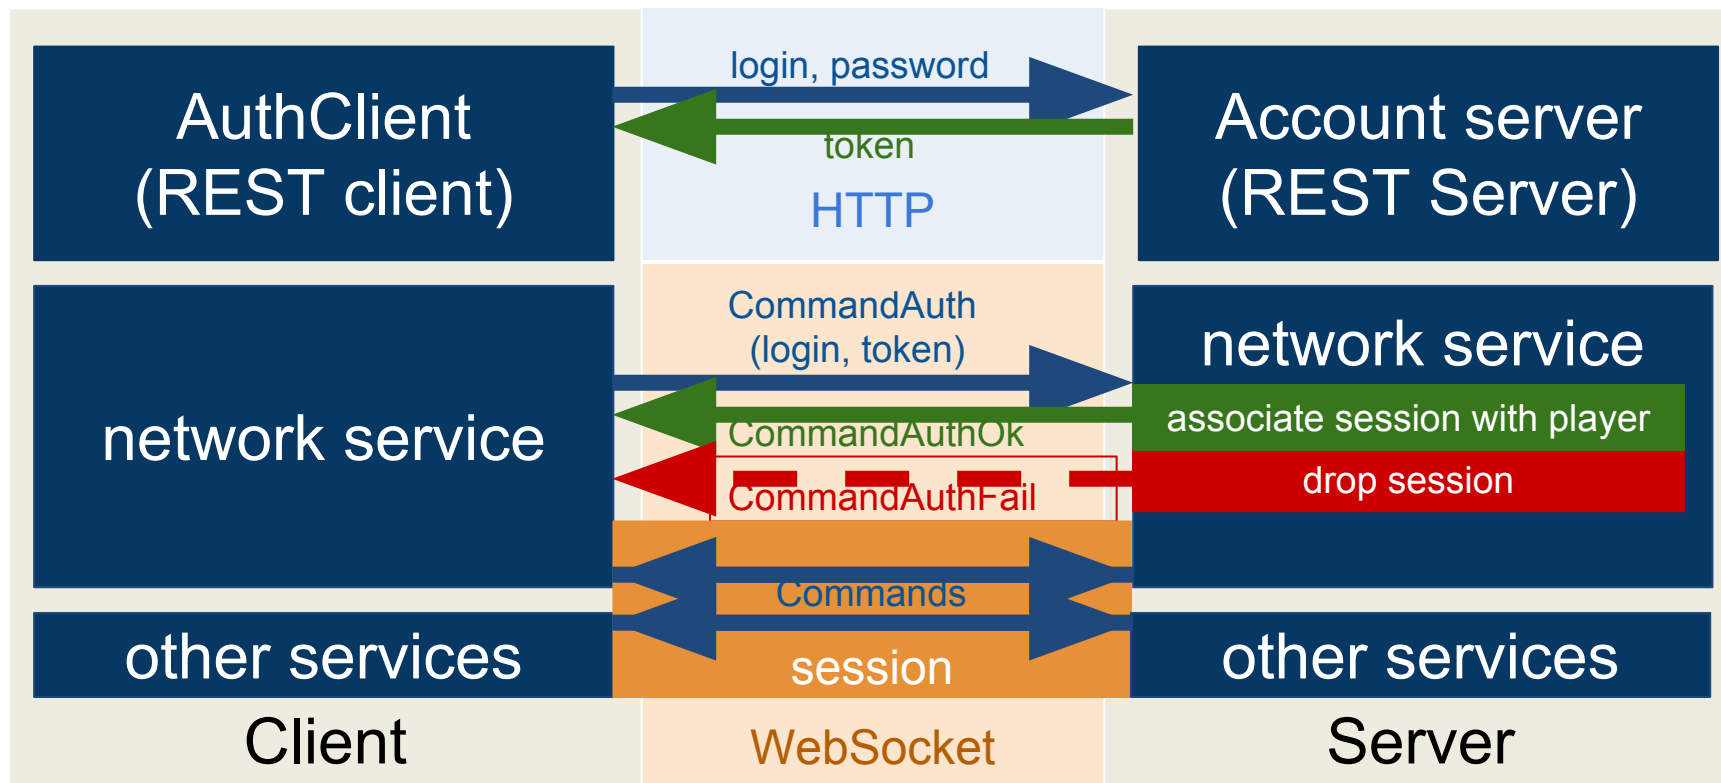 AuthClient
(REST client)
login, password
token
HTTP
Account server
(REST Server)
network service
CommandAuth
(login, token)
CommandAuthOk
CommandAuthFail
network service
associate session with player
drop session
other services
Commands
session
other services
Client
WebSocket
Server